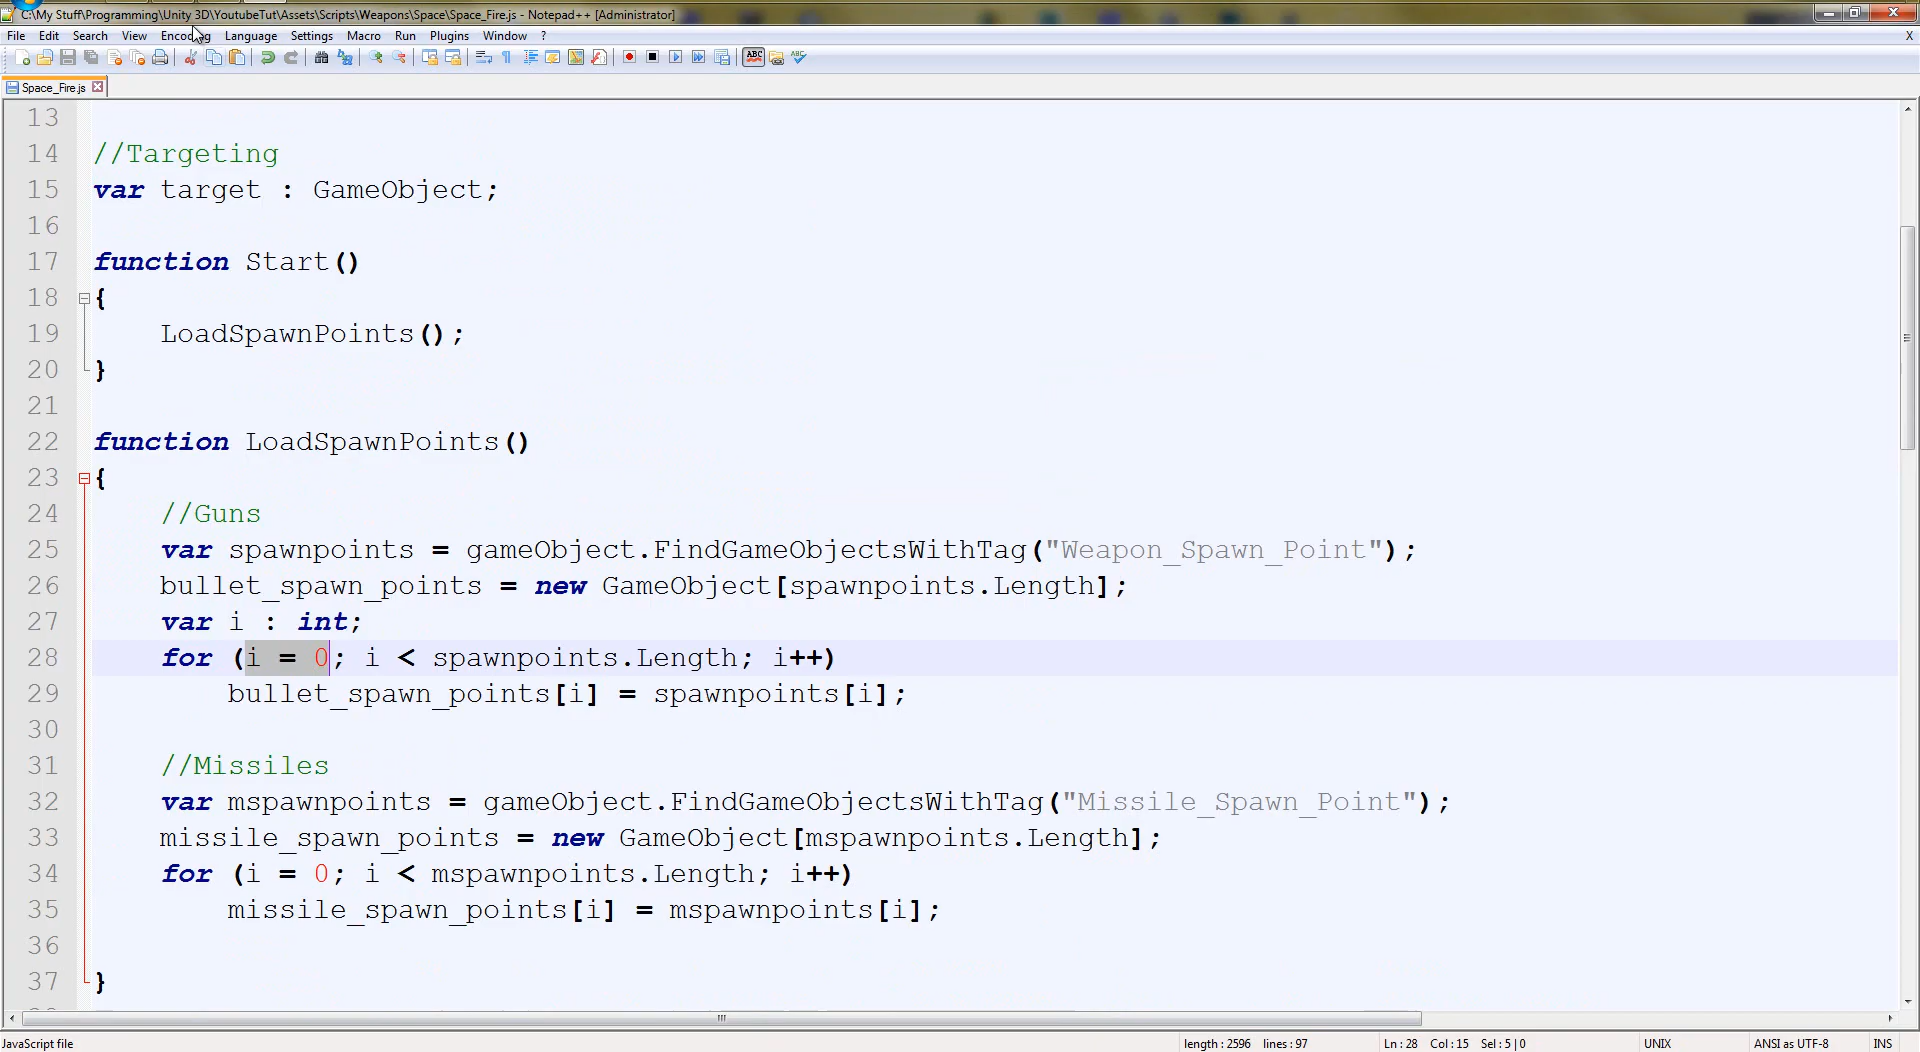 C:\My Stuff\Programming\Unity 3D\YoutubeTut\Assets\Scripts\Weapons\Space\Space_Fire.js - Notepad++ [Administrator]
File Edit Search View Encoding Language Settings Macro Run Plugins Window ? X
Space_Fire.js
13
14 //Targeting
15 var target : GameObject;
16
17 function Start()
18 {
19 LoadSpawnPoints();
20 }
21
22 function LoadSpawnPoints()
23 {
24 //Guns
25 var spawnpoints = gameObject.FindGameObjectsWithTag("Weapon_Spawn_Point");
26 bullet_spawn_points = new GameObject[spawnpoints.Length];
27 var i : int;
28 for (i = 0; i < spawnpoints.Length; i++)
29 bullet_spawn_points[i] = spawnpoints[i];
30
31 //Missiles
32 var mspawnpoints = gameObject.FindGameObjectsWithTag("Missile_Spawn_Point");
33 missile_spawn_points = new GameObject[mspawnpoints.Length];
34 for (i = 0; i < mspawnpoints.Length; i++)
35 missile_spawn_points[i] = mspawnpoints[i];
36
37 }
JavaScript file length : 2596 lines : 97 Ln : 28 Col : 15 Sel : 5 | 0 UNIX ANSI as UTF-8 INS